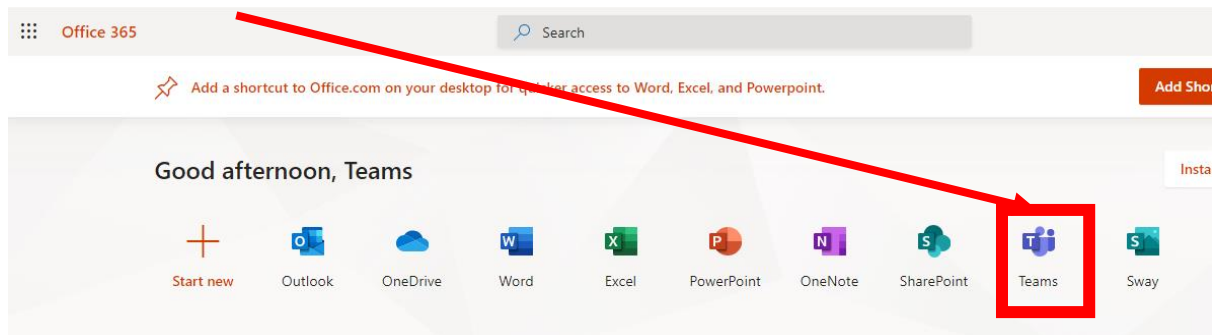 Office 365
Search
Add a shortcut to Office.com on your desktop for quicker access to Word, Excel, and Powerpoint.
Add Sho
Good afternoon, Teams
Insta
Start new Outlook OneDrive Word Excel PowerPoint OneNote SharePoint Teams Sway